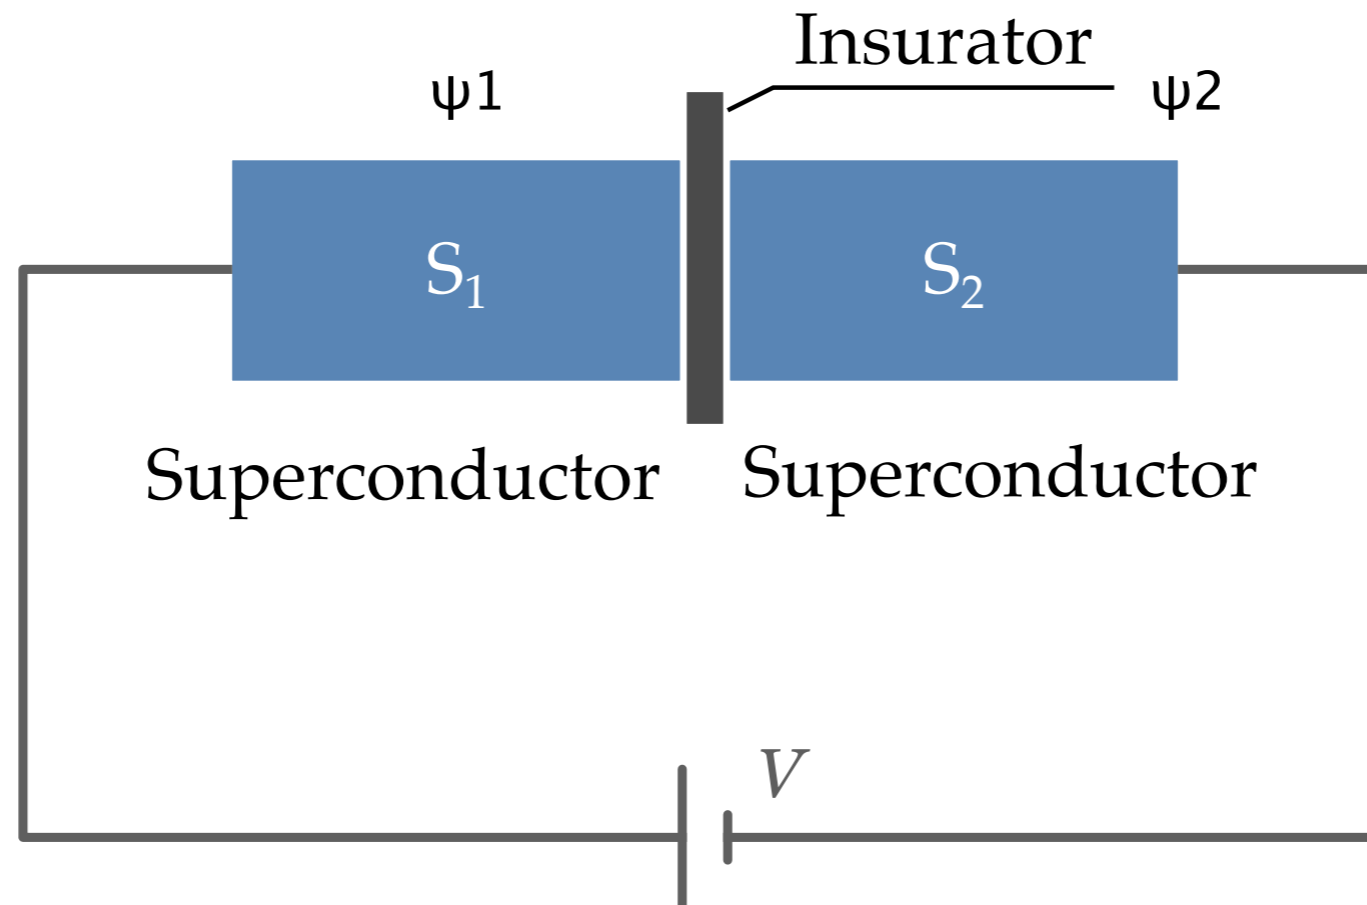 Insurator
ψ1
ψ2
S₁
S₂
Superconductor
Superconductor
V